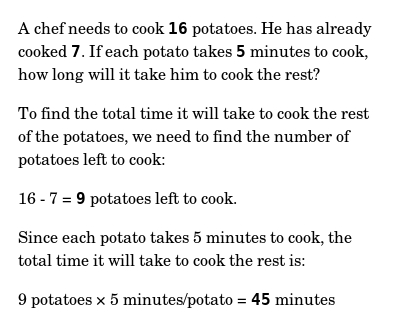 A chef needs to cook 16 potatoes. He has already
cooked 7. If each potato takes 5 minutes to cook,
how long will it take him to cook the rest?
To find the total time it will take to cook the rest
of the potatoes, we need to find the number of
potatoes left to cook:
16 - 7 = 9 potatoes left to cook.
Since each potato takes 5 minutes to cook, the
total time it will take to cook the rest is:
9 potatoes × 5 minutes/potato = 45 minutes